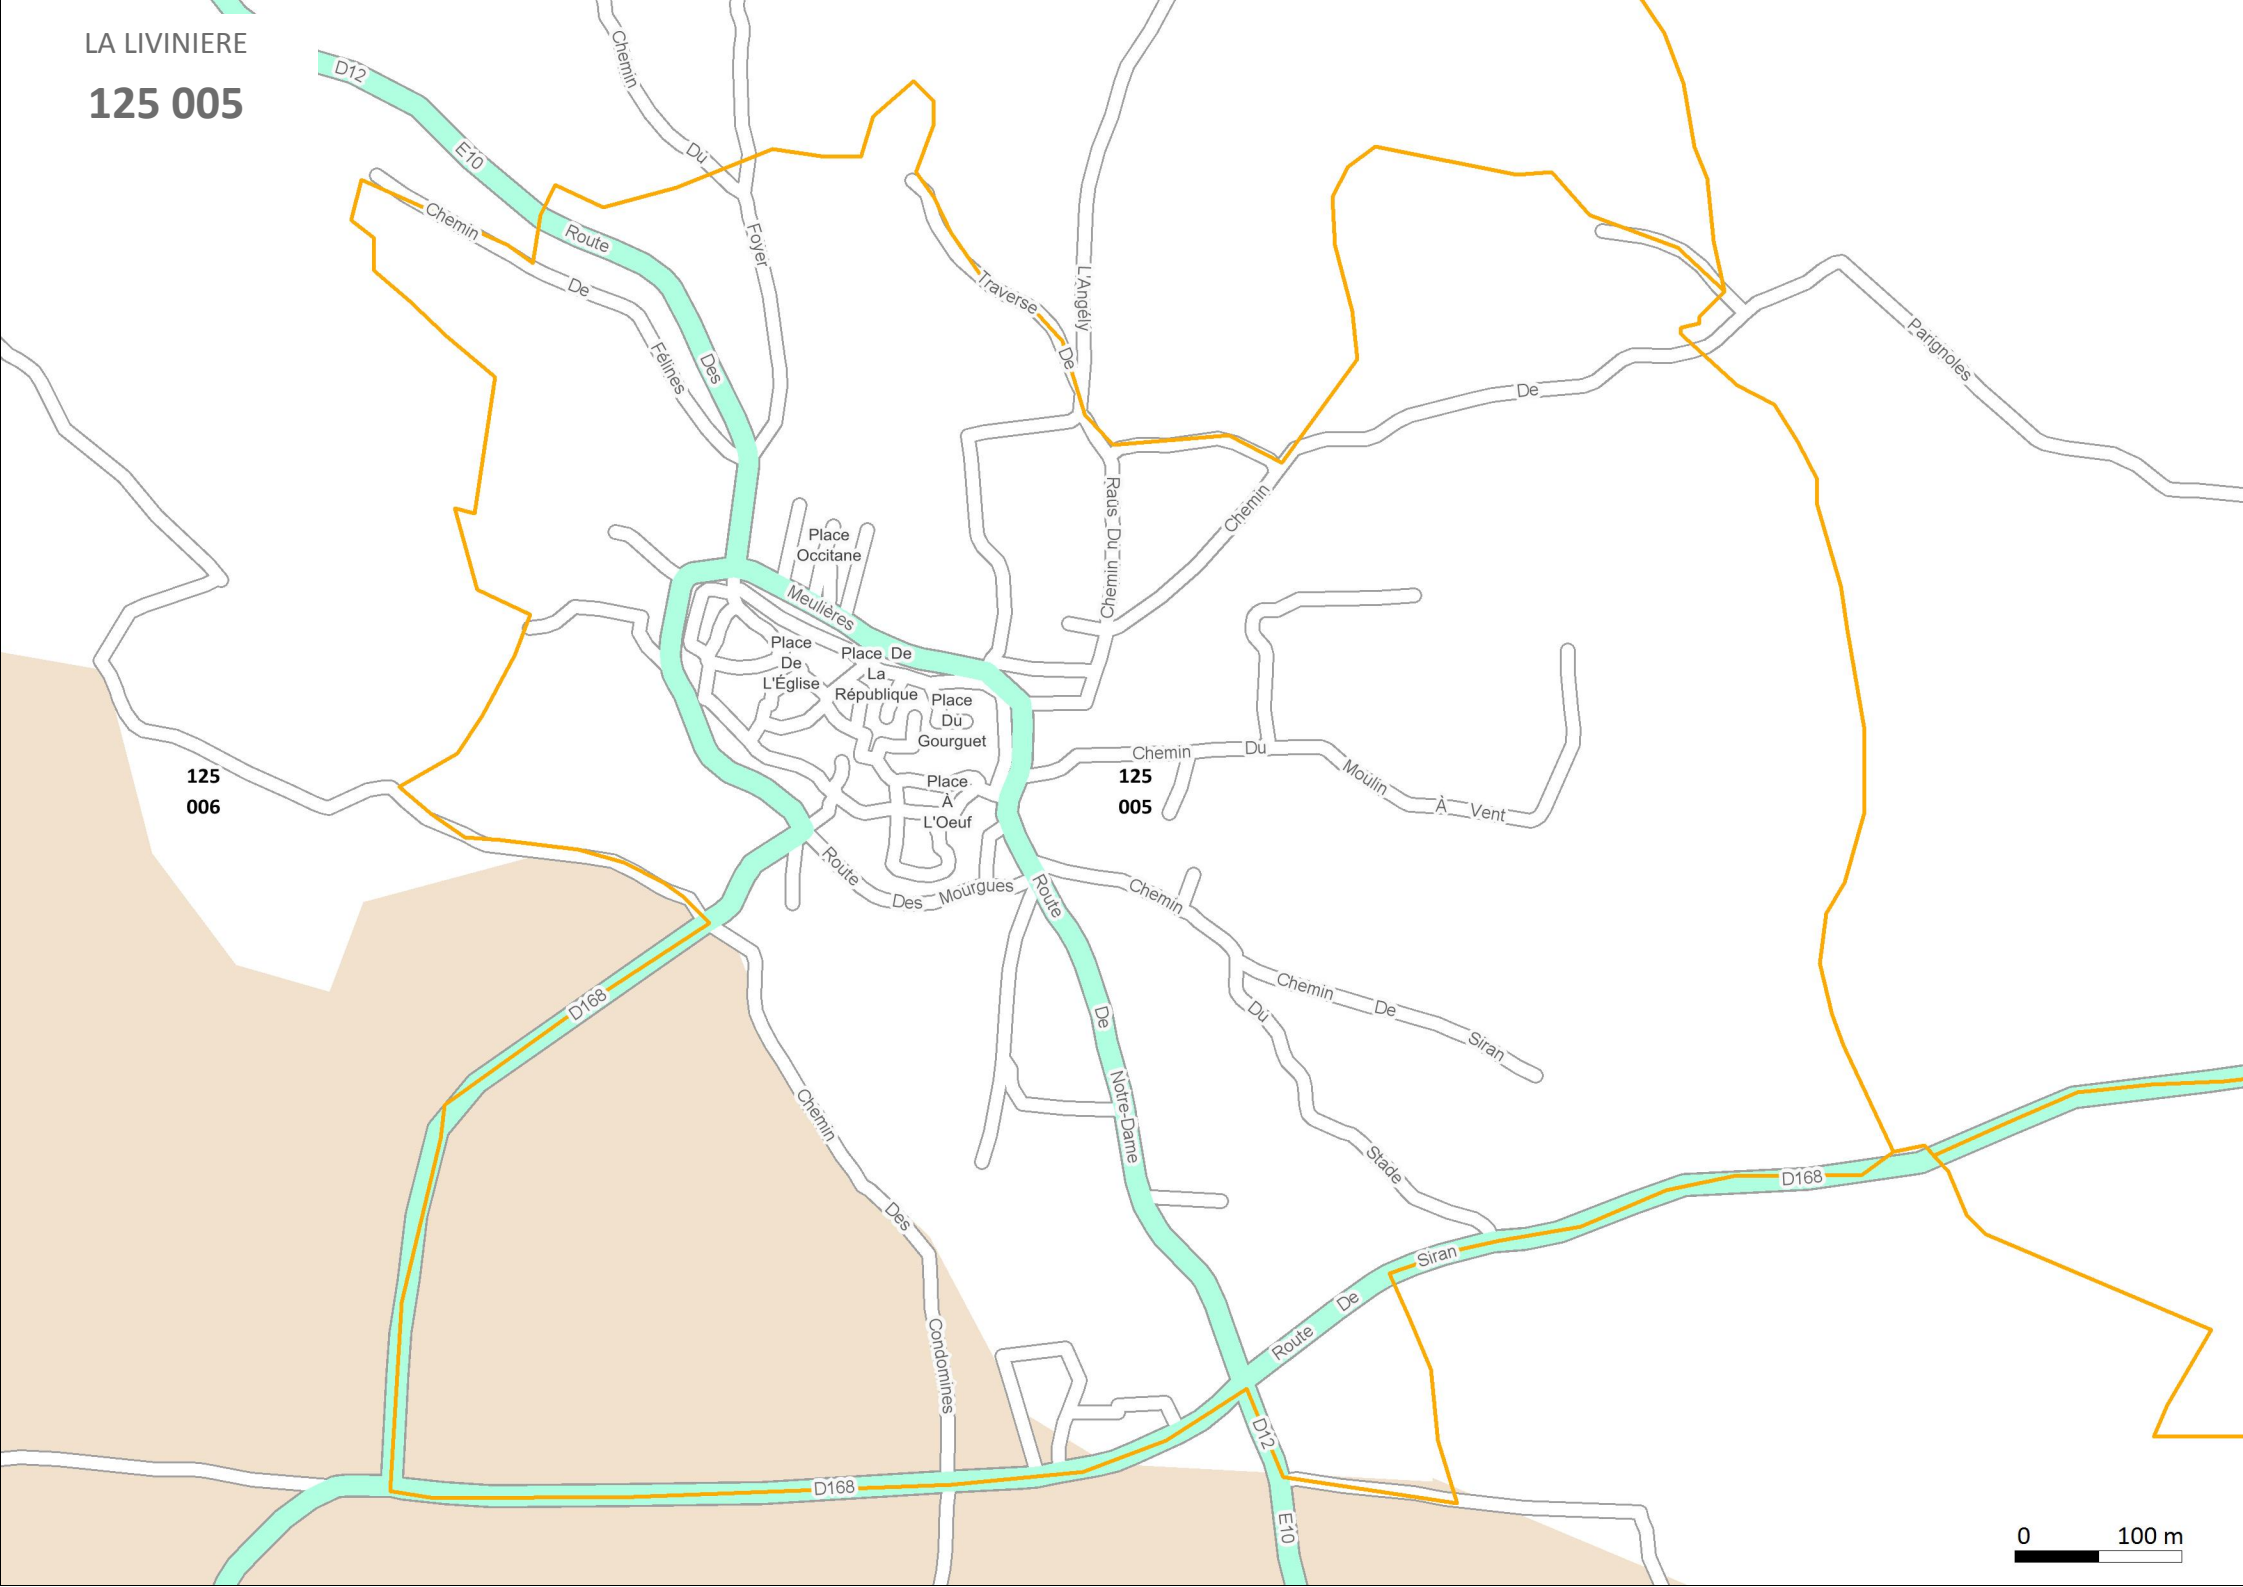 LA LIVINIERE
125 005
D12
Chemin
Du
E10
Chemin
De
Félines
Route
Des
Foyer
Traverse
De
L'Angély
Parignoles
De
Chemin
Raüs Du Chemin
Place
Occitane
Meulières
Place
De
L'Église
Place De
La
République
Place
Du
Gourguet
Place
À
L'Oeuf
125
006
125
005
Chemin
Du
Moulin
À
Vent
Route
Des
Mourgues
Route
Chemin
Chemin
De
Siran
Du
D168
De
Notre-Dame
Chemin
Des
Condomines
Stade
D168
Siran
De
Route
D12
D168
E10
0 100 m